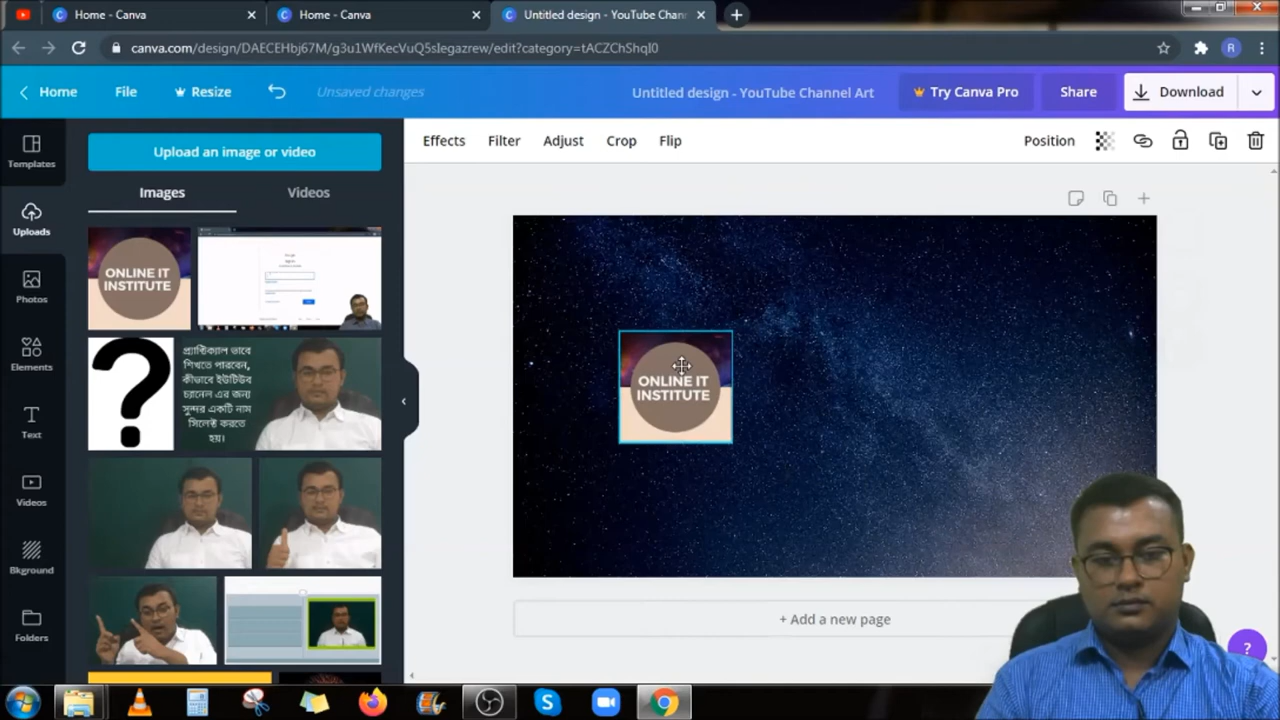 Home - Canva
Home - Canva
Untitled design - YouTube Chan
canva.com/design/DAECEHbj67M/g3u1WfKecVuQ5slegazrew/edit?category=tACZChShqI0
R
Home
File
Resize
Unsaved changes
Untitled design - YouTube Channel Art
Try Canva Pro
Share
Download
Templates
Uploads
Photos
Elements
Text
Videos
Bkground
Folders
Upload an image or video
Images
Videos
ONLINE IT
INSTITUTE
?
প্র্যাক্টিক্যাল ভাবে
শিখতে পারবেন,
কীভাবে ইউটিউব
চ্যানেল এর জন্য
সুন্দর একটি নাম
সিলেক্ট করতে
হয়।
Effects
Filter
Adjust
Crop
Flip
Position
ONLINE IT
INSTITUTE
+ Add a new page
?